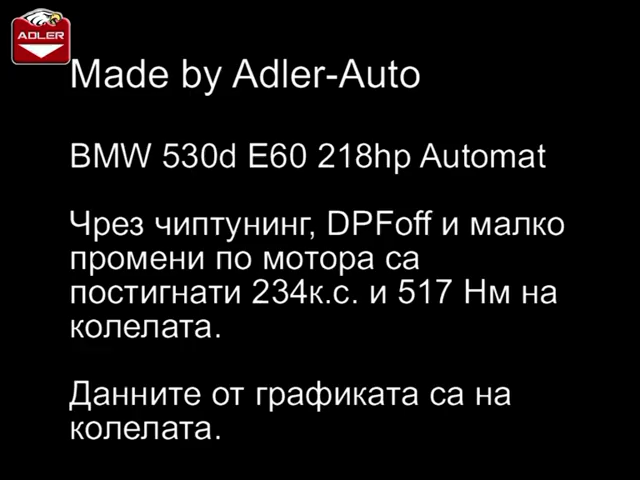 ADLER
Made by Adler-Auto
BMW 530d E60 218hp Automat
Чрез чиптунинг, DPFoff и малко
промени по мотора са
постигнати 234к.с. и 517 Нм на
колелата.
Данните от графиката са на
колелата.